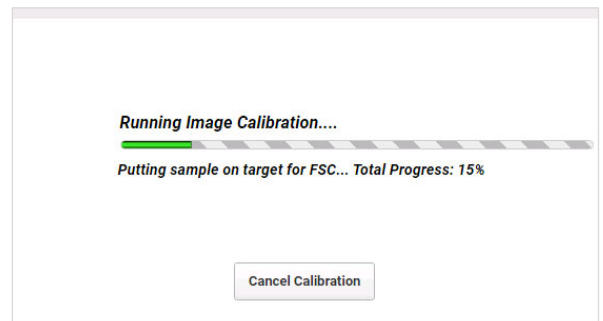 Running Image Calibration....
Putting sample on target for FSC... Total Progress: 15%
Cancel Calibration